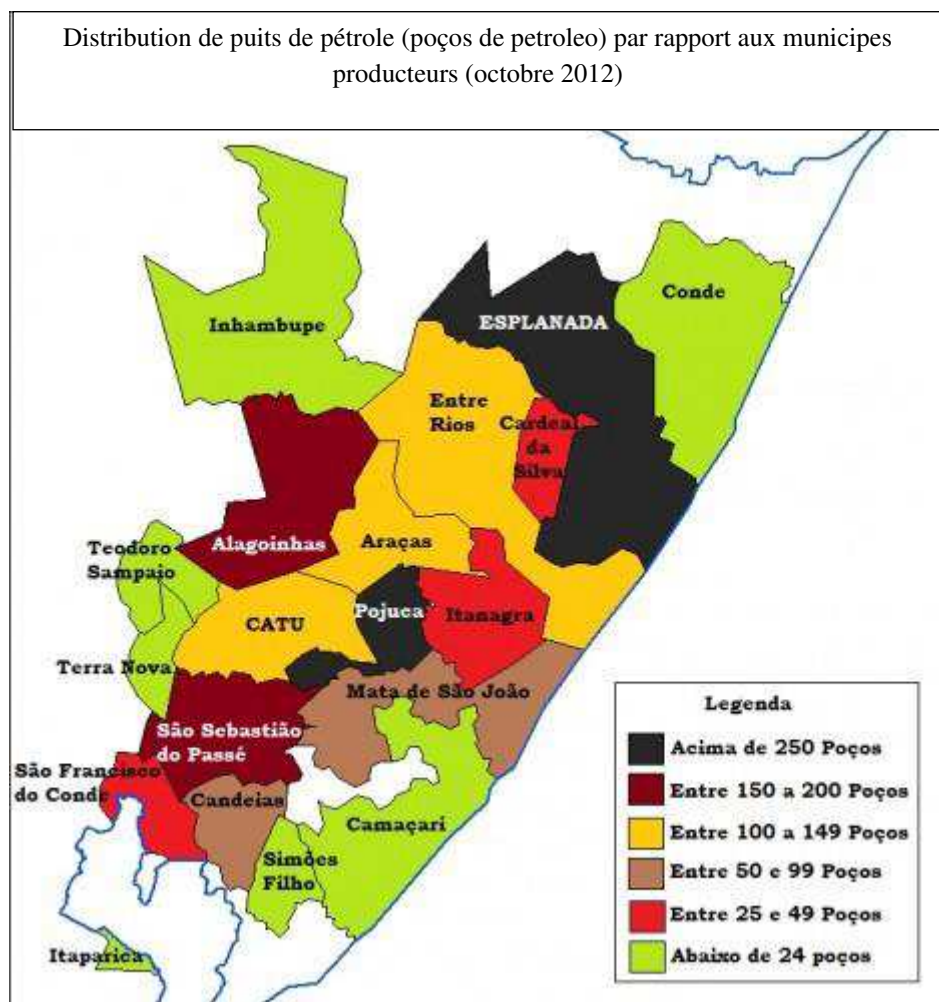 Distribution de puits de pétrole (poços de petroleo) par rapport aux municipes
producteurs (octobre 2012)
Conde
Inhambupe
ESPLANADA
Entre
Rios
Cardeal
da
Silva
Alagoinhas
Araças
Teodoro
Sampaio
Pojuca
Itanagra
CATU
Terra Nova
Mata de São João
São Sebastião
do Passé
São Francisco
do Conde
Candeias
Camaçari
Simões
Filho
Itaparica
Legenda
Acima de 250 Poços
Entre 150 a 200 Poços
Entre 100 a 149 Poços
Entre 50 e 99 Poços
Entre 25 e 49 Poços
Abaixo de 24 poços